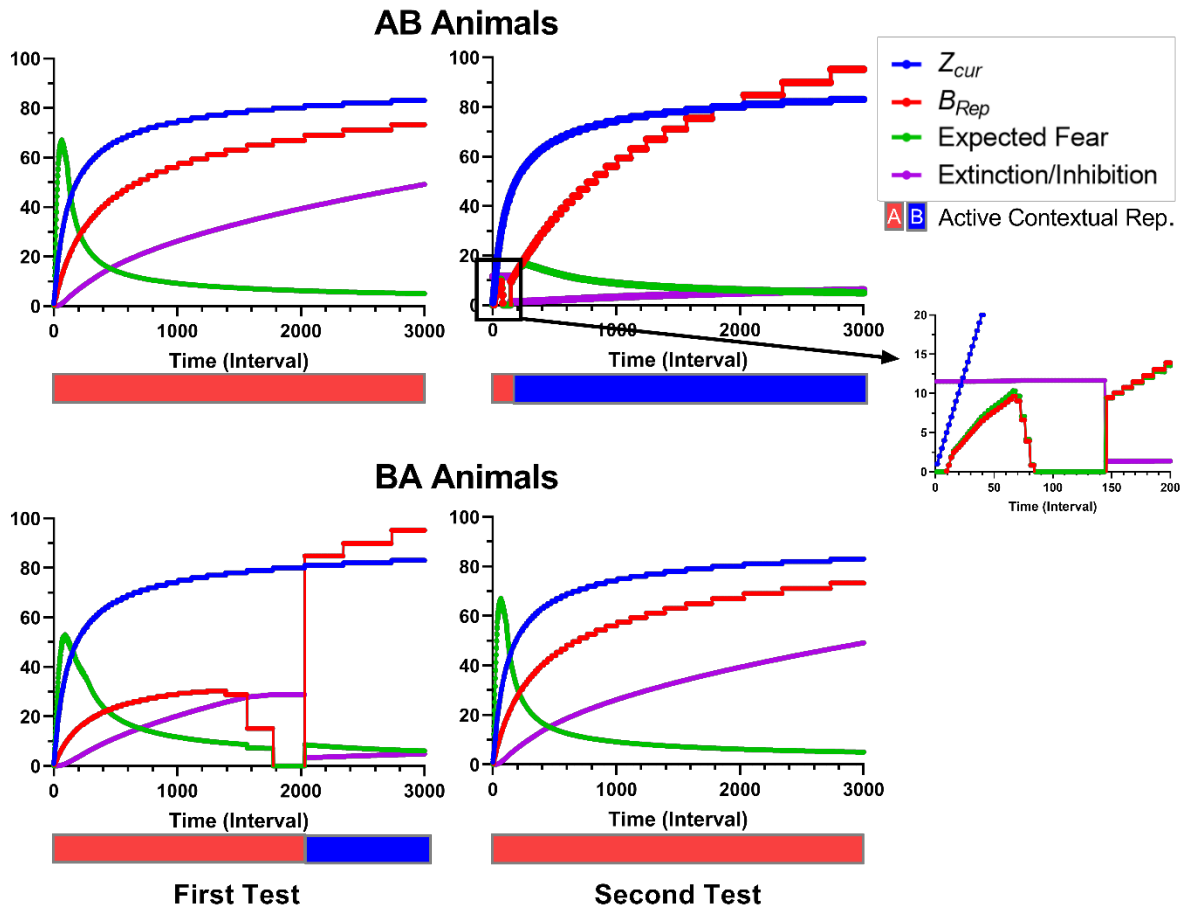 AB Animals
100
80
60
40
20
0
0 1000 2000 3000
Time (Interval)
100
80
60
40
20
0
0 1000 2000 3000
Time (Interval)
Zcur
BRep
Expected Fear
Extinction/Inhibition
A B Active Contextual Rep.
20
15
10
5
0
0 50 100 150 200
Time (Interval)
BA Animals
100
80
60
40
20
0
0 1000 2000 3000
Time (Interval)
100
80
60
40
20
0
0 1000 2000 3000
Time (Interval)
First Test
Second Test